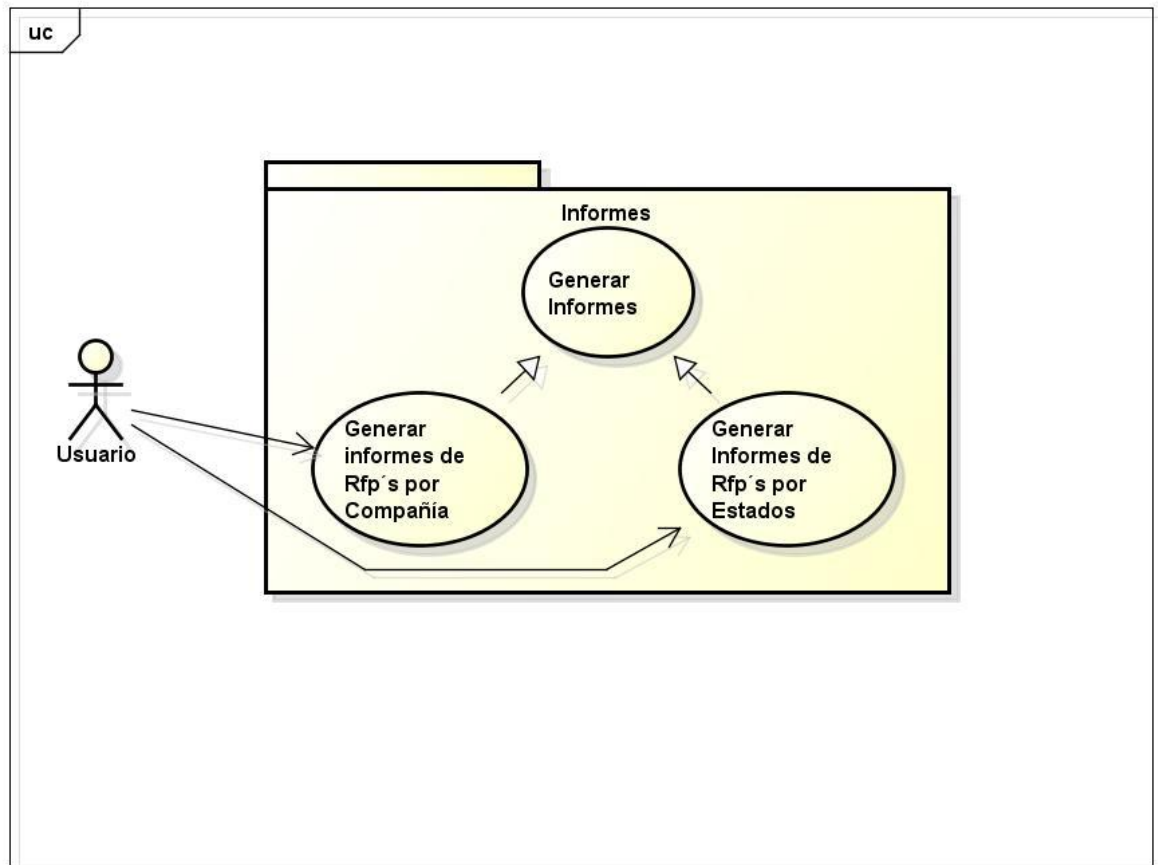 uc
Informes
Generar
Informes
Usuario
Generar
informes de
Rfp´s por
Compañía
Generar
Informes de
Rfp´s por
Estados